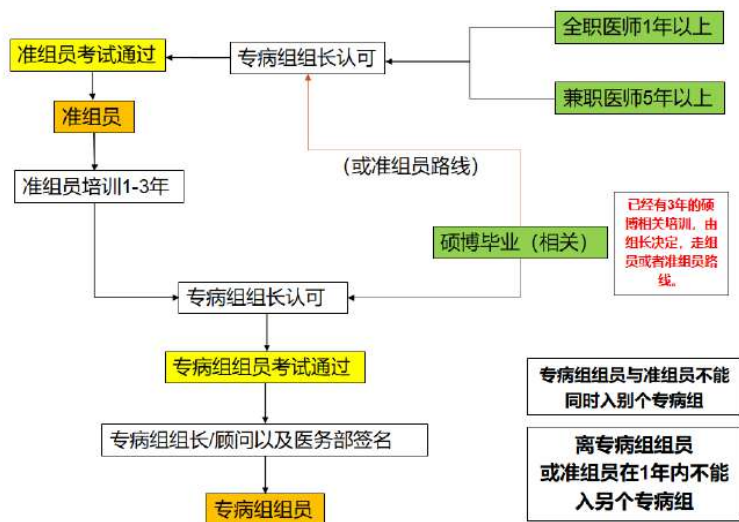 全职医师1年以上
准组员考试通过
专病组组长认可
兼职医师5年以上
准组员
(或准组员路线)
准组员培训1-3年
硕博毕业（相关）
已经有3年的硕
博相关培训，由
组长决定，走组
员或者准组员路
线。
专病组组长认可
专病组组员考试通过
专病组组员与准组员不能
同时入别个专病组
专病组组长/顾问以及医务部签名
离专病组组员
或准组员在1年内不能
入另个专病组
专病组组员